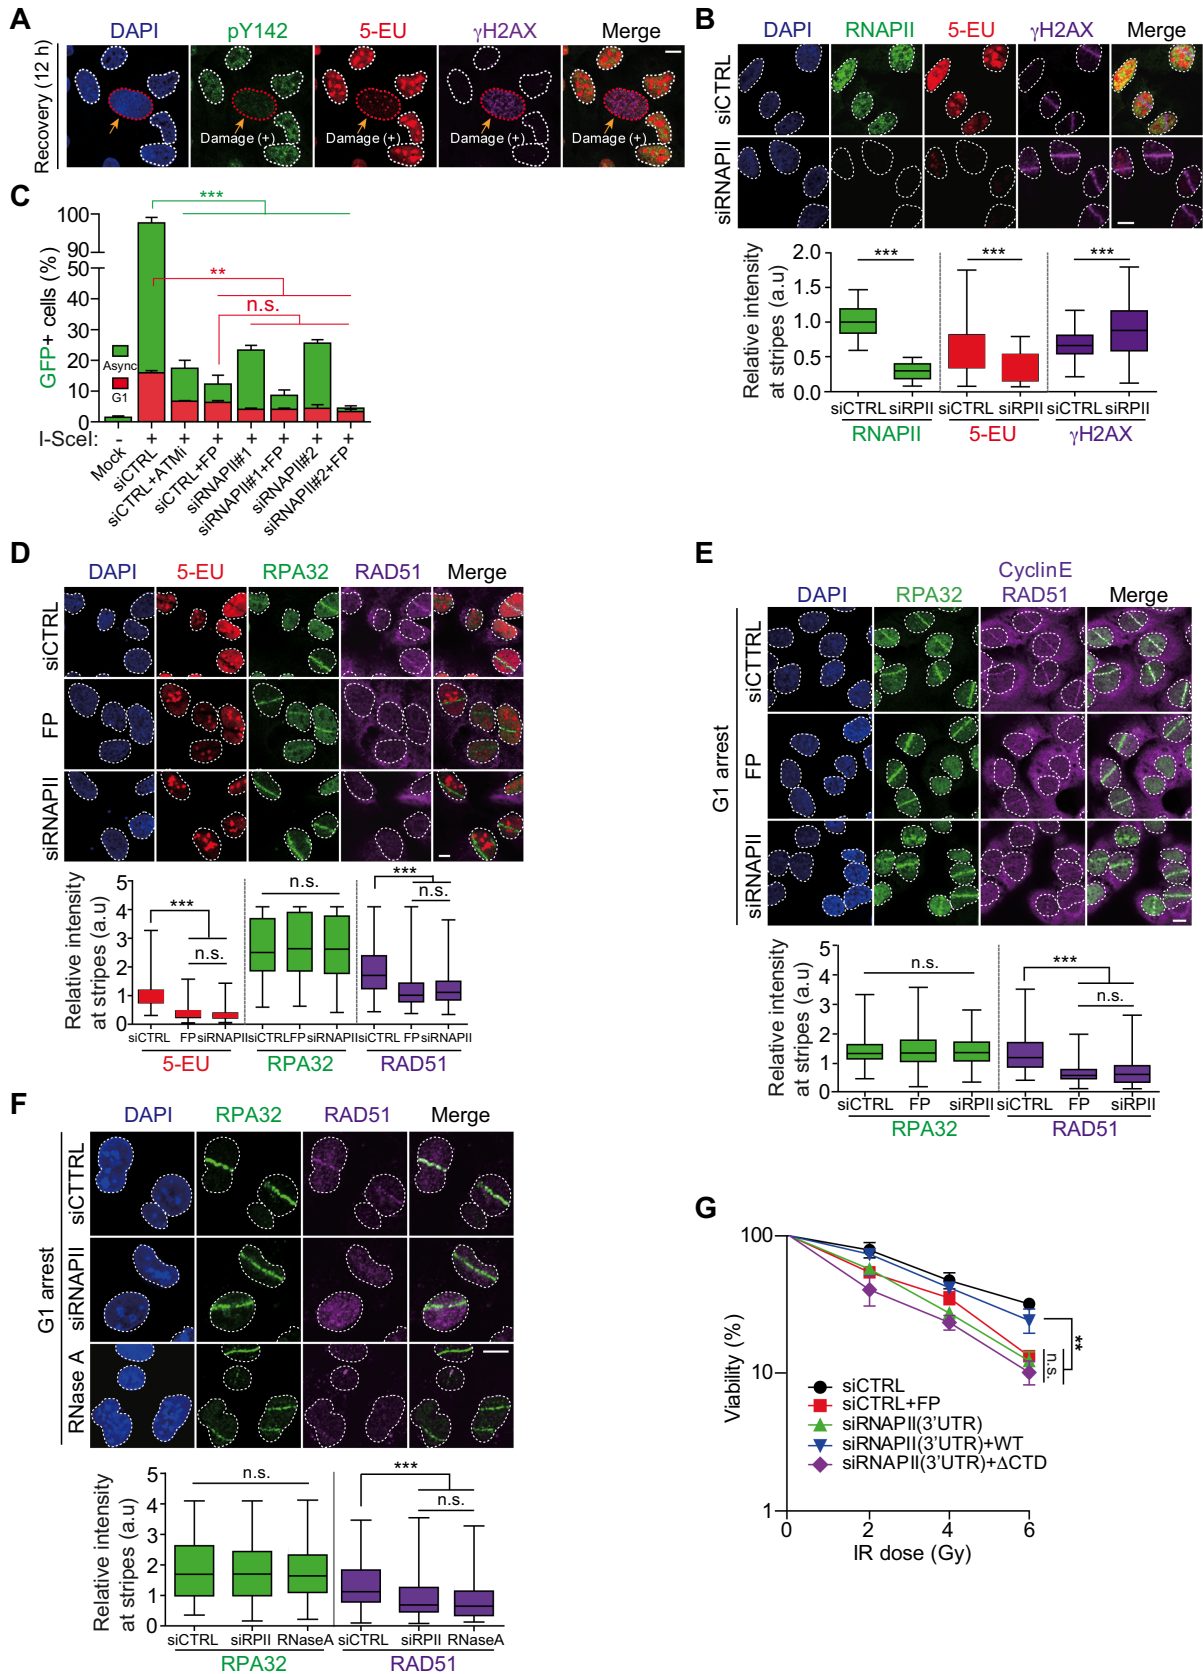 A
DAPI pY142 5-EU γH2AX Merge
Recovery (12 h)
Damage (+) Damage (+) Damage (+) Damage (+)
B
DAPI RNAPII 5-EU γH2AX Merge
siCTRL
siRNAPII
Relative intensity
at stripes (a.u)
2.0
1.5
1.0
0.5
0
*** *** ***
siCTRL siRPII siCTRL siRPII siCTRL siRPII
RNAPII 5-EU γH2AX
C
GFP+ cells (%)
100
90
50
40
30
20
10
0
***
**
n.s.
Async
G1
I-SceI: - + + + + + + +
Mock
siCTRL
siCTRL+ATMi
siCTRL+FP
siRNAPII#1
siRNAPII#1+FP
siRNAPII#2
siRNAPII#2+FP
D
DAPI 5-EU RPA32 RAD51 Merge
siCTRL
FP
siRNAPII
Relative intensity
at stripes (a.u)
5
4
3
2
1
0
*** n.s. n.s. *** n.s.
siCTRL FP siRNAPII siCTRL FP siRNAPII siCTRL FP siRNAPII
5-EU RPA32 RAD51
E
CyclinE
DAPI RPA32 RAD51 Merge
G1 arrest
siCTTRL
FP
siRNAPII
Relative intensity
at stripes (a.u)
5
4
3
2
1
0
n.s. *** n.s.
siCTRL FP siRPII siCTRL FP siRPII
RPA32 RAD51
F
DAPI RPA32 RAD51 Merge
G1 arrest
siCTTRL
siRNAPII
RNase A
Relative intensity
at stripes (a.u)
5
4
3
2
1
0
n.s. *** n.s.
siCTRL siRPII RNaseA siCTRL siRPII RNaseA
RPA32 RAD51
G
Viability (%)
100
10
1
siCTRL
siCTRL+FP
siRNAPII(3'UTR)
siRNAPII(3'UTR)+WT
siRNAPII(3'UTR)+ΔCTD
n.s.
**
0 2 4 6
IR dose (Gy)